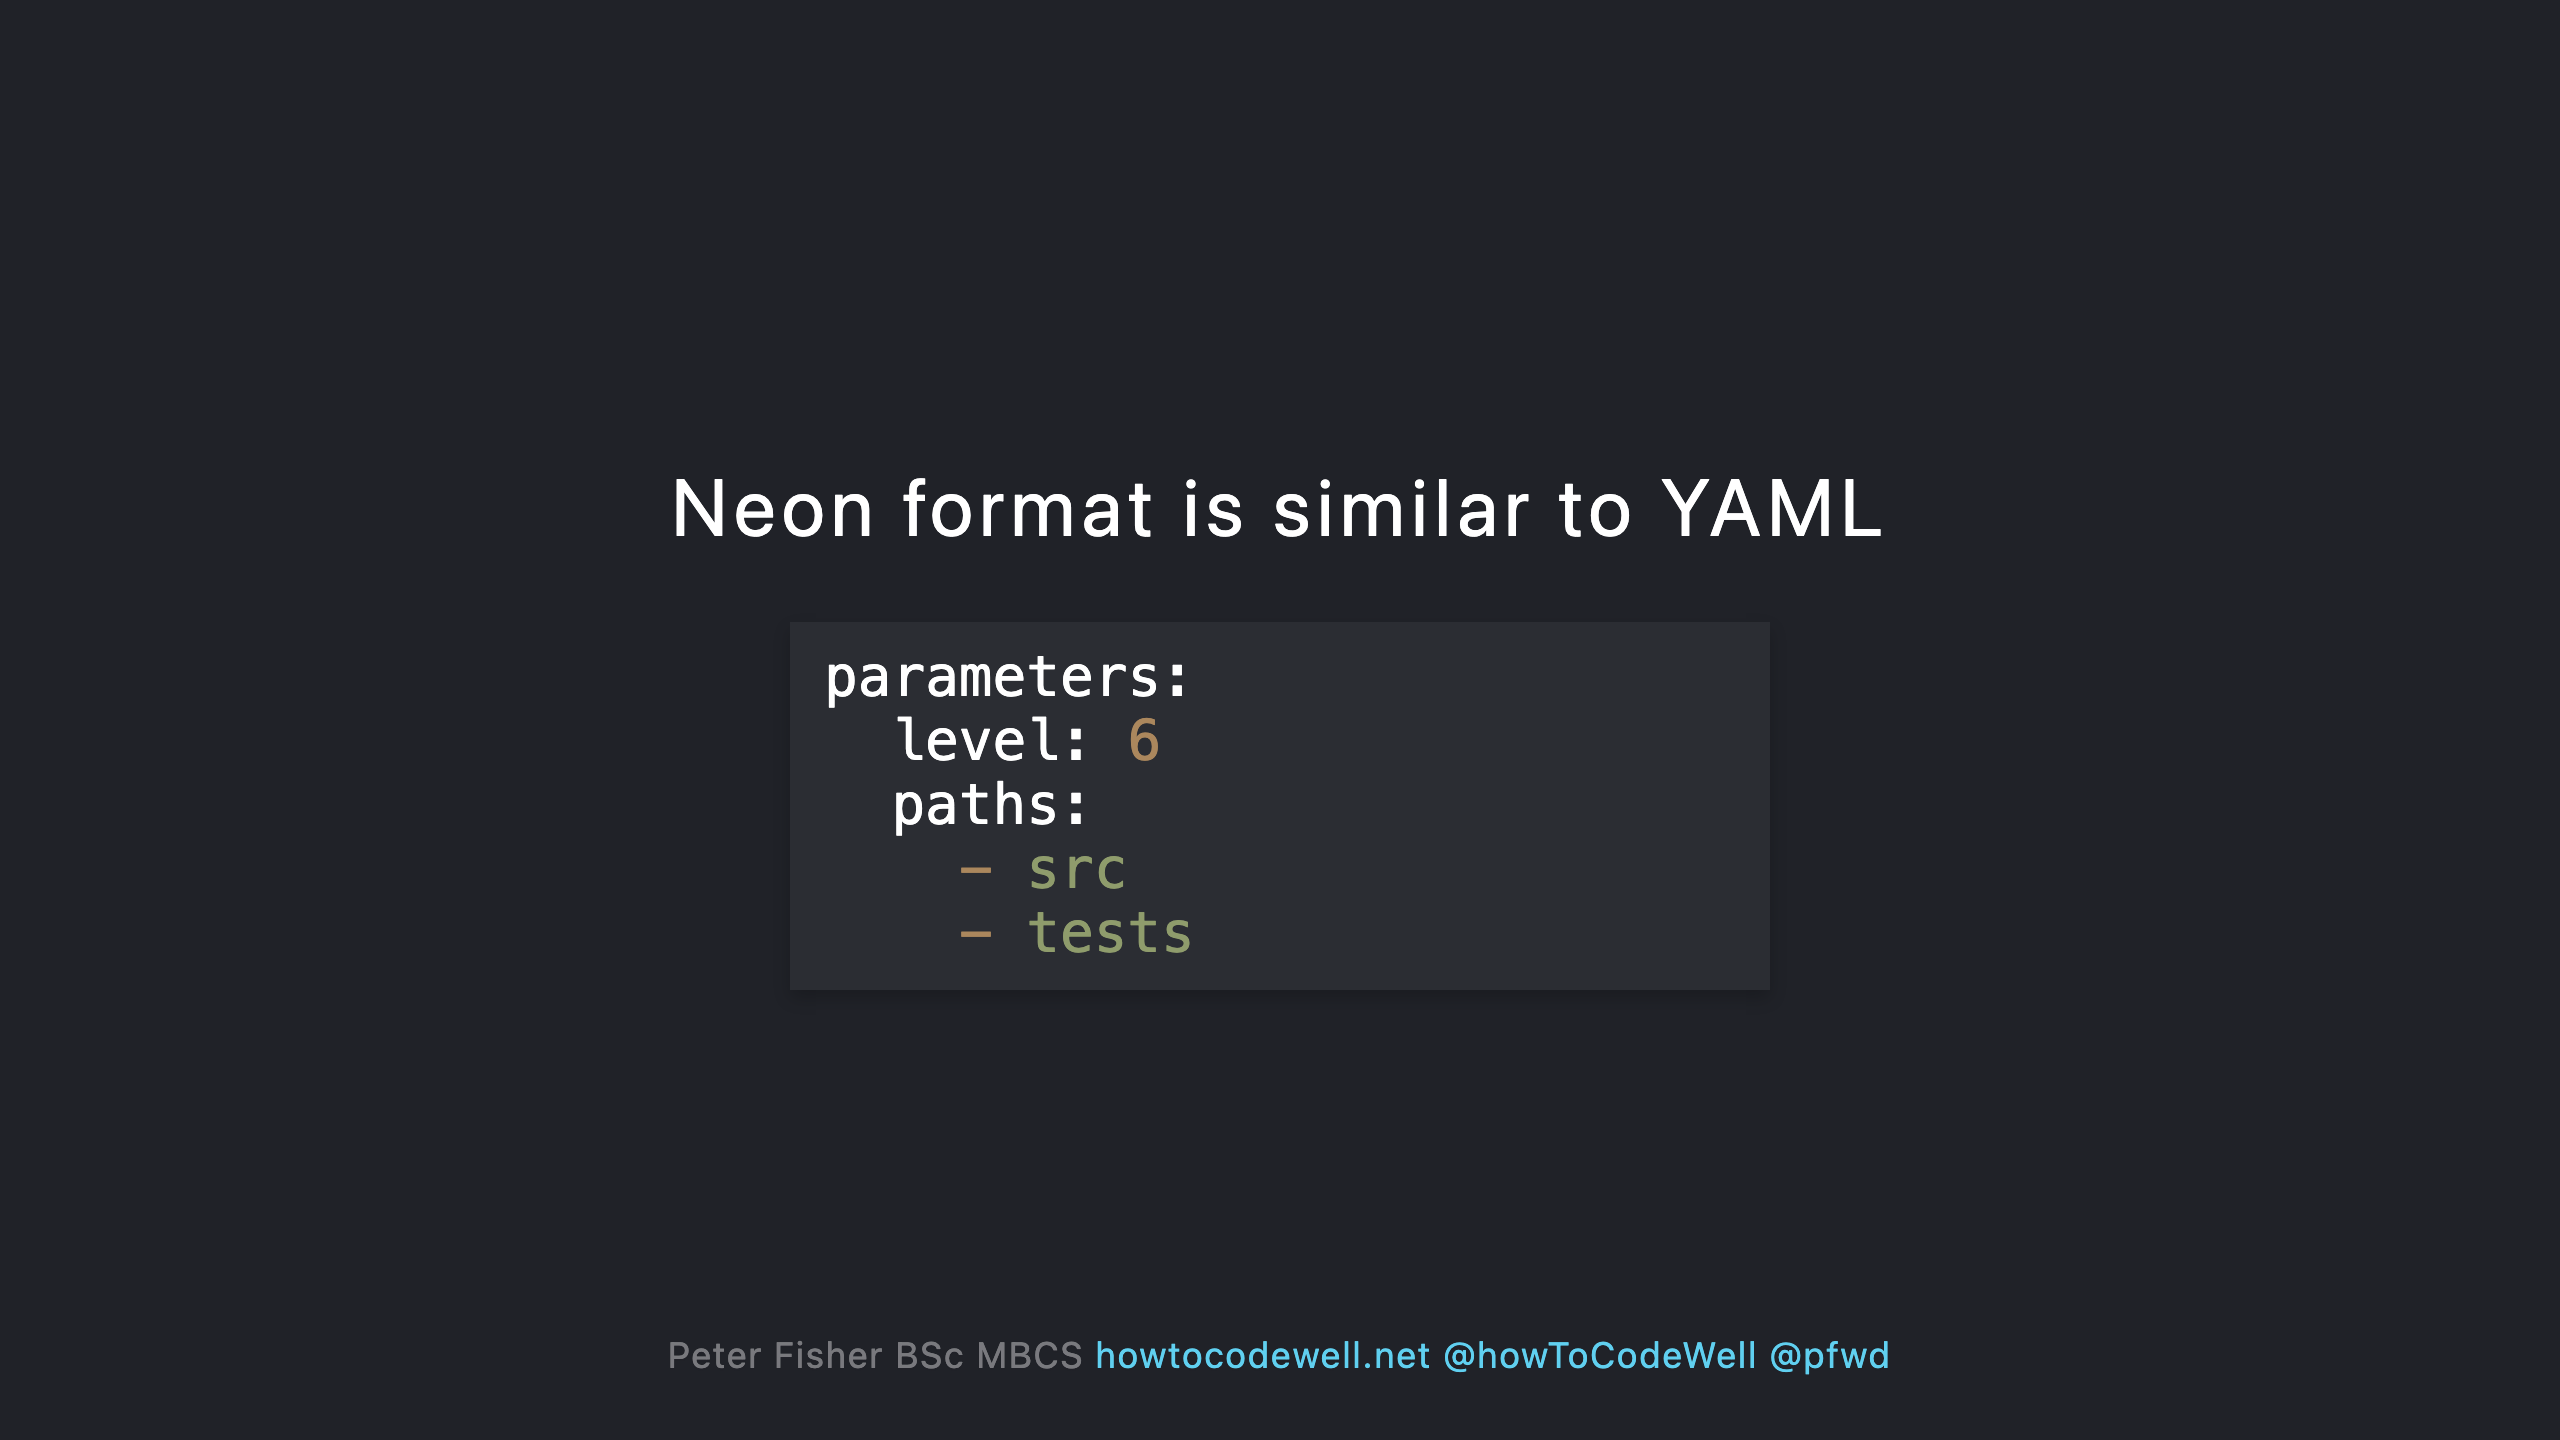 Neon format is similar to YAML
parameters:
  level: 6
  paths:
    - src
    - tests
Peter Fisher BSc MBCS howtocodewell.net @howToCodeWell @pfwd